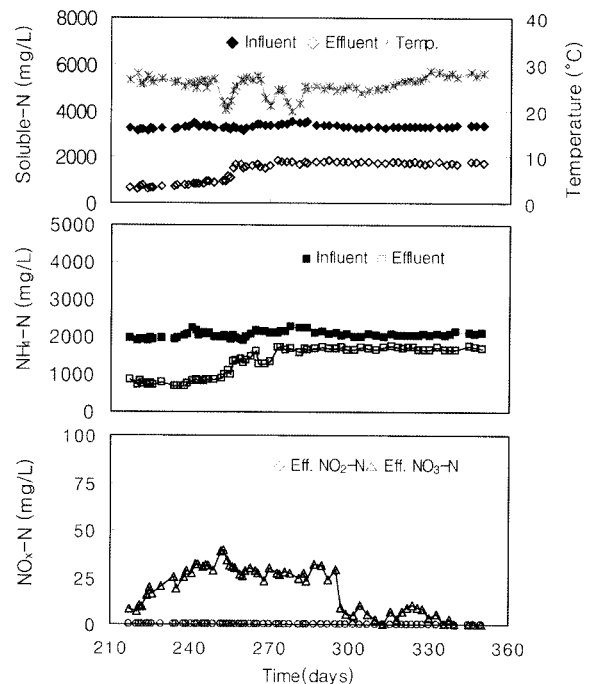 8000
6000
4000
2000
0
Soluble-N (mg/L)
◆ Influent ◇ Effluent × Temp.
40
30
20
10
0
Temperature (°C)
5000
4000
3000
2000
1000
0
NH₄-N (mg/L)
■ Influent □ Effluent
100
75
50
25
0
NOₓ-N (mg/L)
◇ Eff. NO₂-N △ Eff. NO₃-N
210 240 270 300 330 360
Time(days)